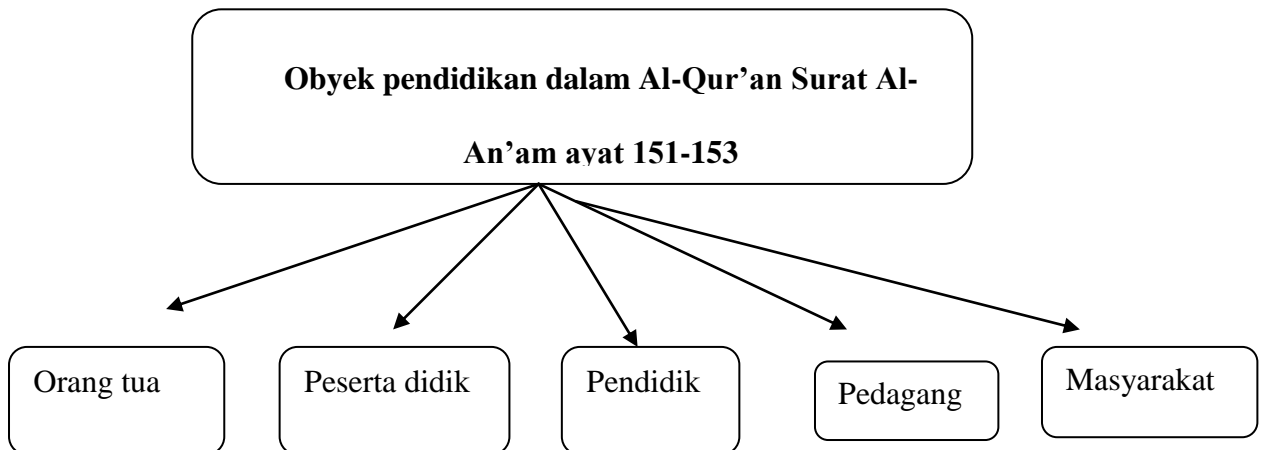 Obyek pendidikan dalam Al-Qur’an Surat Al-
An’am ayat 151-153
Orang tua
Peserta didik
Pendidik
Pedagang
Masyarakat